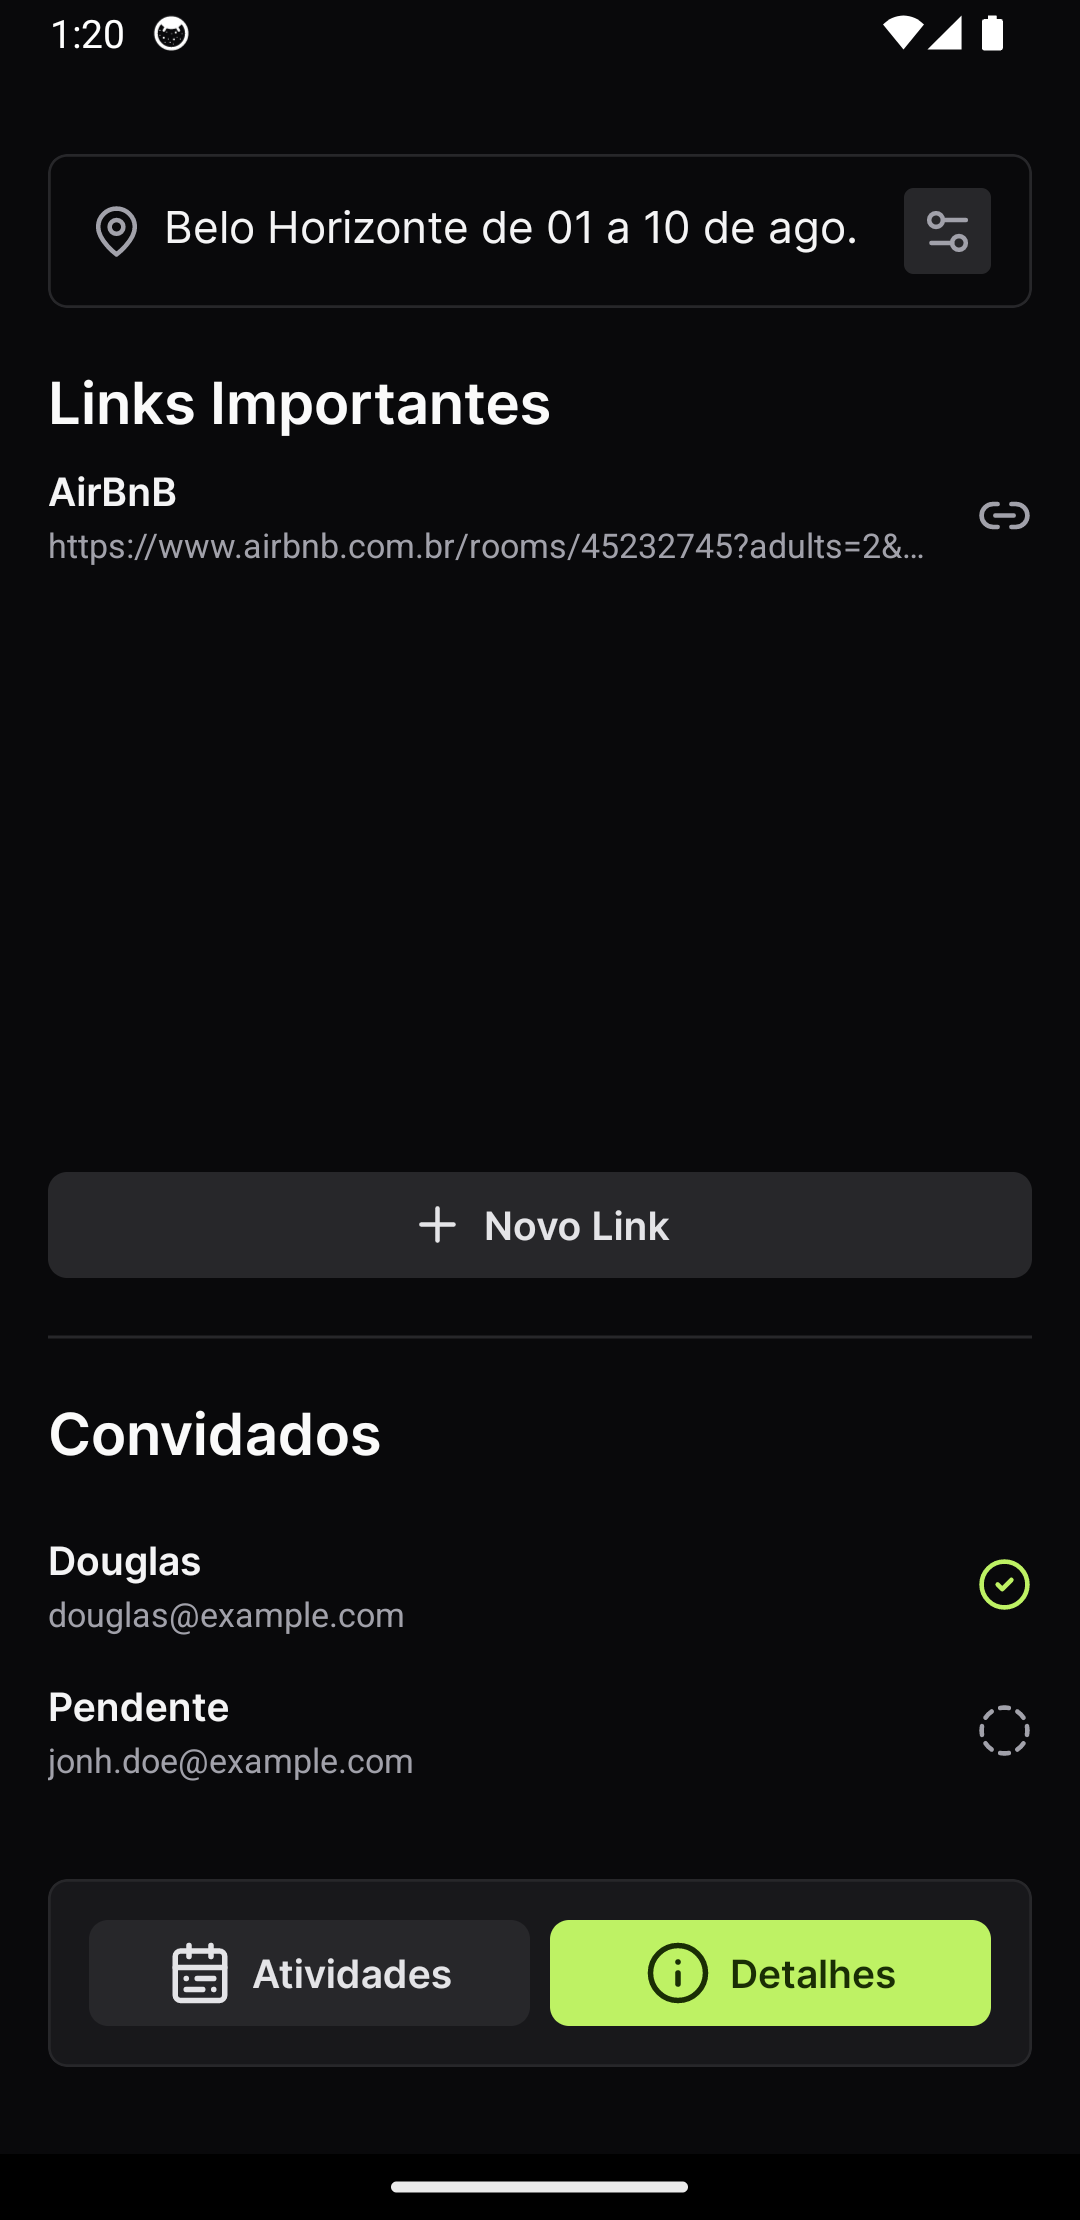 1:20
Belo Horizonte de 01 a 10 de ago.
Links Importantes
AirBnB
https://www.airbnb.com.br/rooms/45232745?adults=2&...
Novo Link
Convidados
Douglas
douglas@example.com
Pendente
jonh.doe@example.com
Atividades
Detalhes